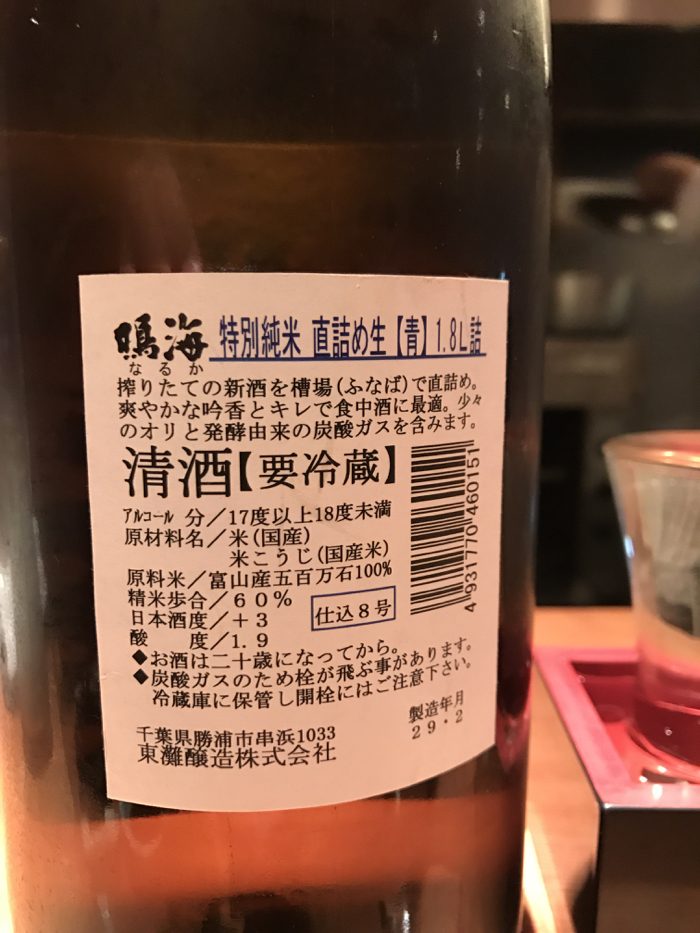 鳴海 特別純米 直詰め生【青】1.8L詰
なるか
搾りたての新酒を槽場(ふなば)で直詰め。
爽やかな吟香とキレで食中酒に最適。少々
のオリと発酵由来の炭酸ガスを含みます。
清酒【要冷蔵】
アルコール 分/17度以上18度未満
原材料名/米(国産)
米こうじ(国産米)
原料米/富山産五百万石100%
精米歩合/60%
日本酒度/+3
酸 度/1.9
仕込8号
4 931770 460151
◆お酒は二十歳になってから。
◆炭酸ガスのため栓が飛ぶ事があります。
冷蔵庫に保管し開栓にはご注意下さい。
製造年月
29.2
千葉県勝浦市串浜1033
東灘醸造株式会社